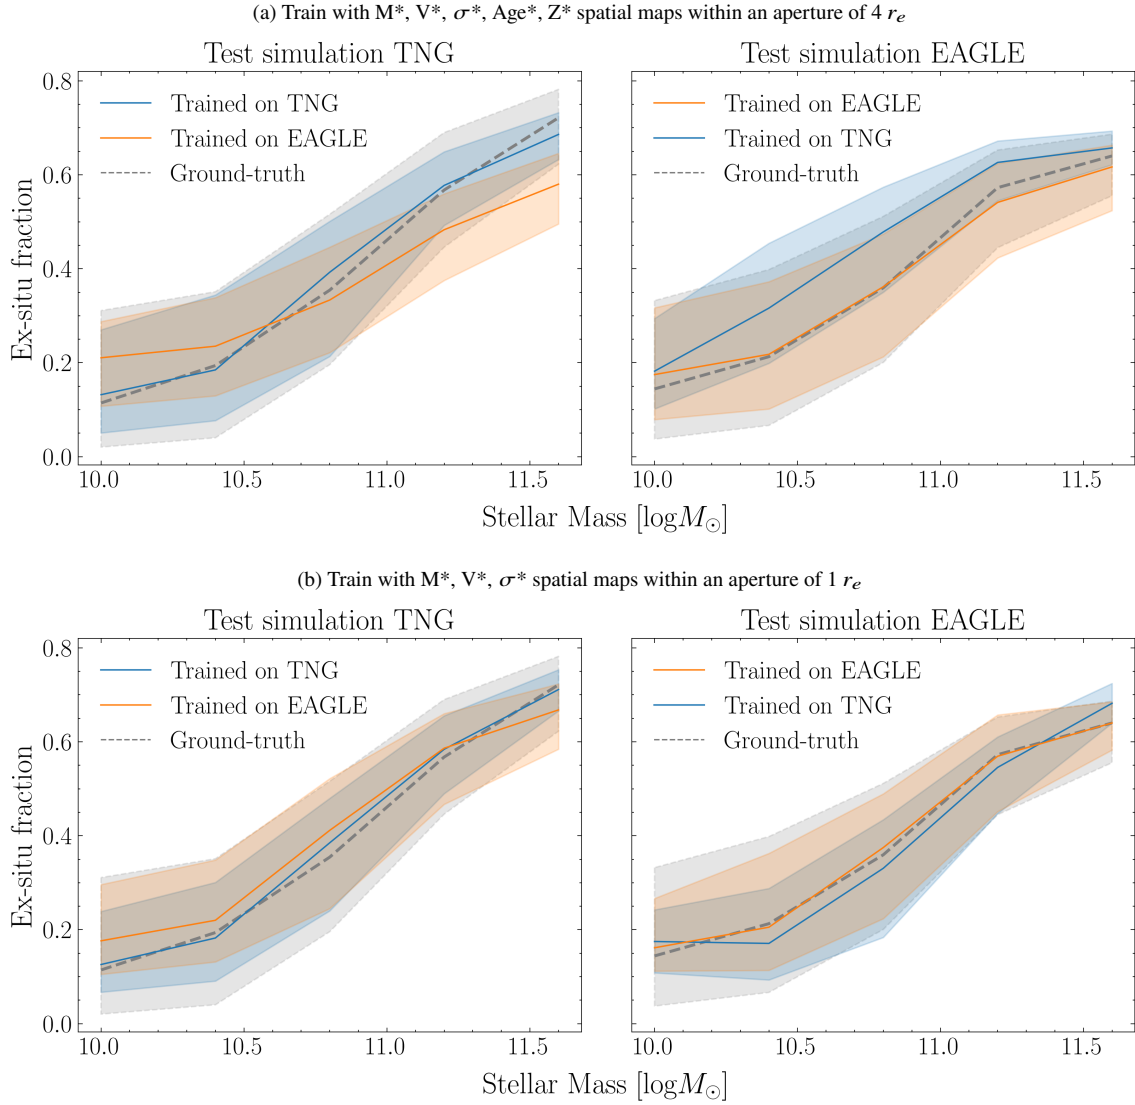 (a) Train with M*, V*, σ*, Age*, Z* spatial maps within an aperture of 4 rₑ
Test simulation TNG
Trained on TNG
Trained on EAGLE
Ground-truth
Ex-situ fraction
0.8
0.6
0.4
0.2
0.0
10.0 10.5 11.0 11.5
Test simulation EAGLE
Trained on EAGLE
Trained on TNG
Ground-truth
10.0 10.5 11.0 11.5
Stellar Mass [logM⊙]
(b) Train with M*, V*, σ* spatial maps within an aperture of 1 rₑ
Test simulation TNG
Trained on TNG
Trained on EAGLE
Ground-truth
Ex-situ fraction
0.8
0.6
0.4
0.2
0.0
10.0 10.5 11.0 11.5
Test simulation EAGLE
Trained on EAGLE
Trained on TNG
Ground-truth
10.0 10.5 11.0 11.5
Stellar Mass [logM⊙]